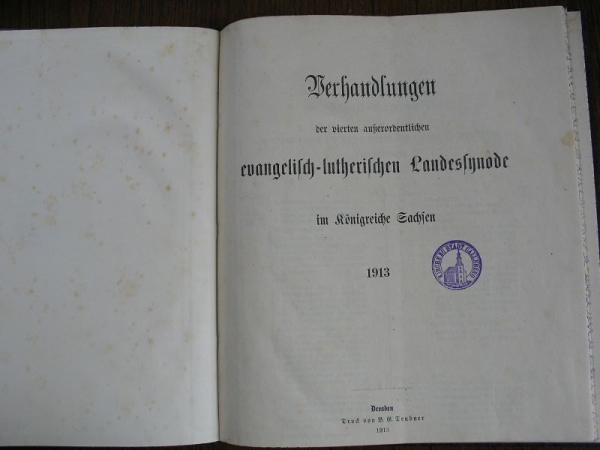 Verhandlungen
der vierten außerordentlichen
evangelisch-lutherischen Landessynode
im Königreiche Sachsen
1913
Dresden
Druck von B. G. Teubner
1913